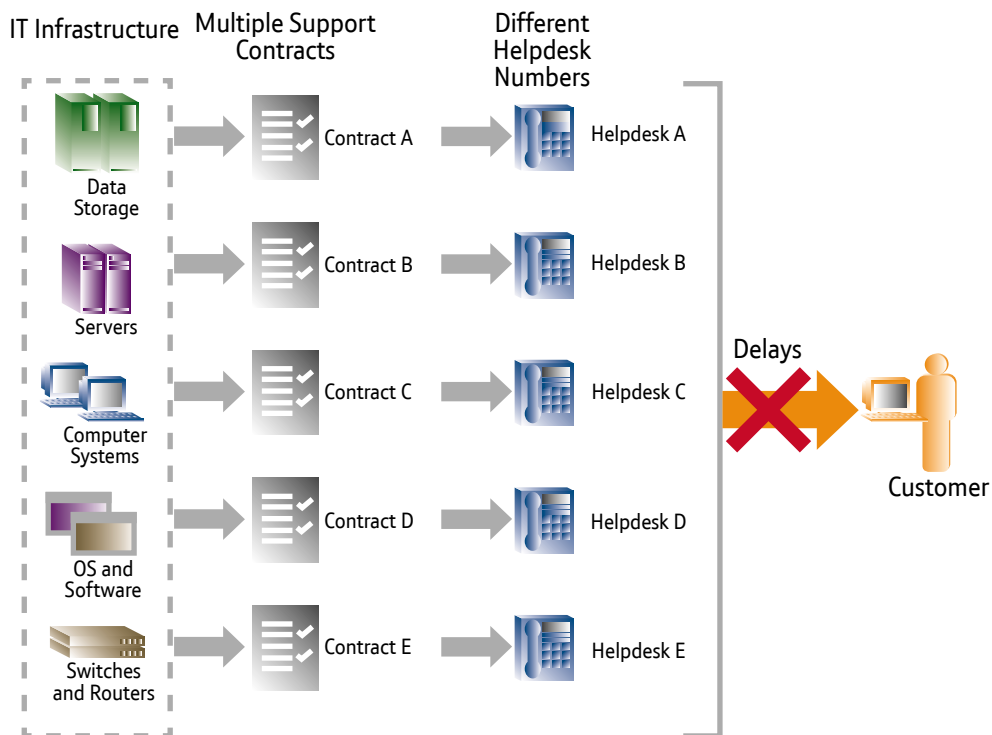 IT Infrastructure
Multiple Support
Contracts
Different
Helpdesk
Numbers
Data
Storage
Contract A
Helpdesk A
Servers
Contract B
Helpdesk B
Computer
Systems
Contract C
Helpdesk C
Delays
Customer
OS and
Software
Contract D
Helpdesk D
Switches
and Routers
Contract E
Helpdesk E